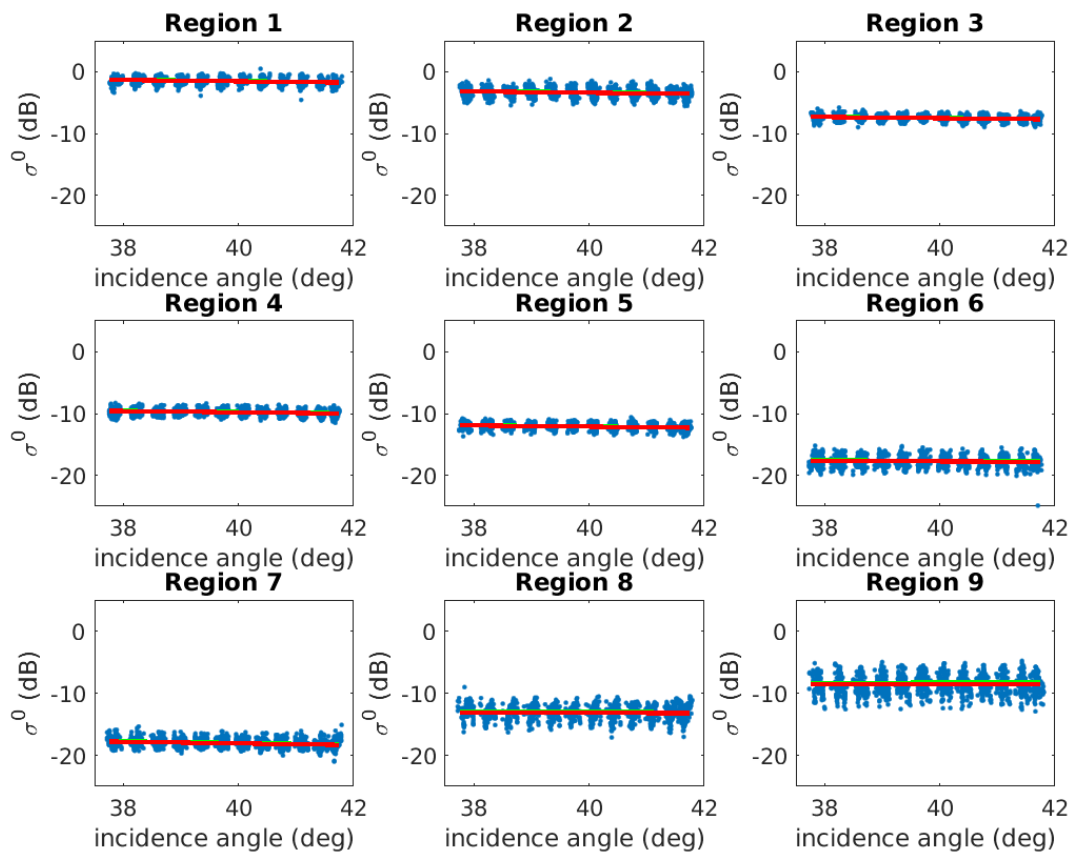 Region 1
Region 2
Region 3
0
-10
-20
σ⁰ (dB)
38 40 42
incidence angle (deg)
0
-10
-20
σ⁰ (dB)
38 40 42
incidence angle (deg)
0
-10
-20
σ⁰ (dB)
38 40 42
incidence angle (deg)
Region 4
Region 5
Region 6
0
-10
-20
σ⁰ (dB)
38 40 42
incidence angle (deg)
0
-10
-20
σ⁰ (dB)
38 40 42
incidence angle (deg)
0
-10
-20
σ⁰ (dB)
38 40 42
incidence angle (deg)
Region 7
Region 8
Region 9
0
-10
-20
σ⁰ (dB)
38 40 42
incidence angle (deg)
0
-10
-20
σ⁰ (dB)
38 40 42
incidence angle (deg)
0
-10
-20
σ⁰ (dB)
38 40 42
incidence angle (deg)